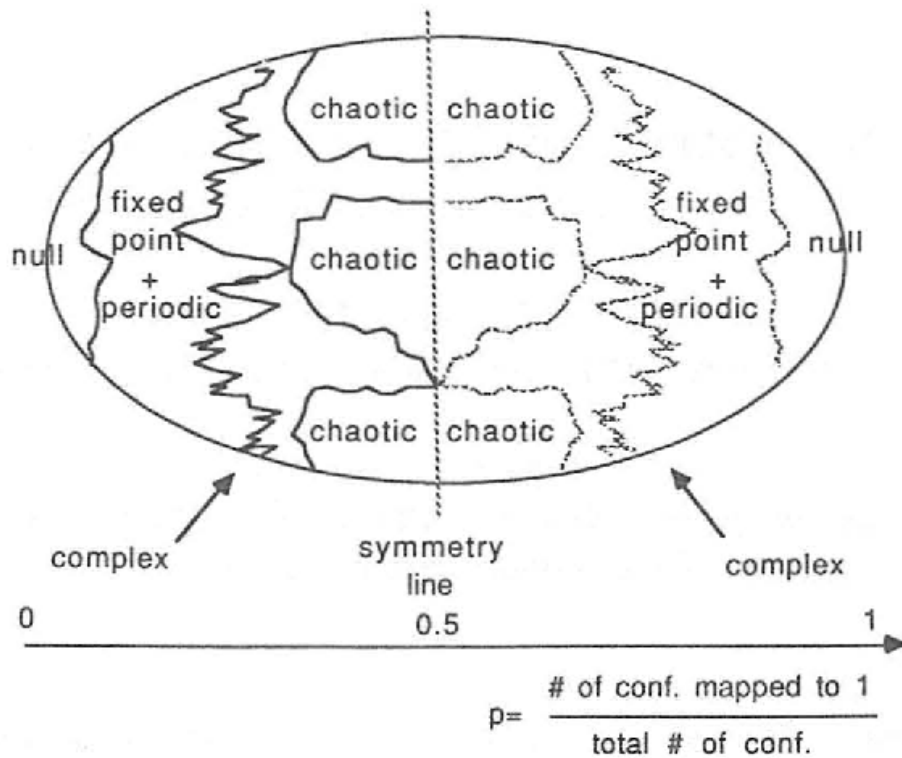 chaotic chaotic
fixed point + periodic
fixed point + periodic
null
null
chaotic chaotic
chaotic chaotic
complex
symmetry line
complex
0 0.5 1
p= # of conf. mapped to 1
total # of conf.